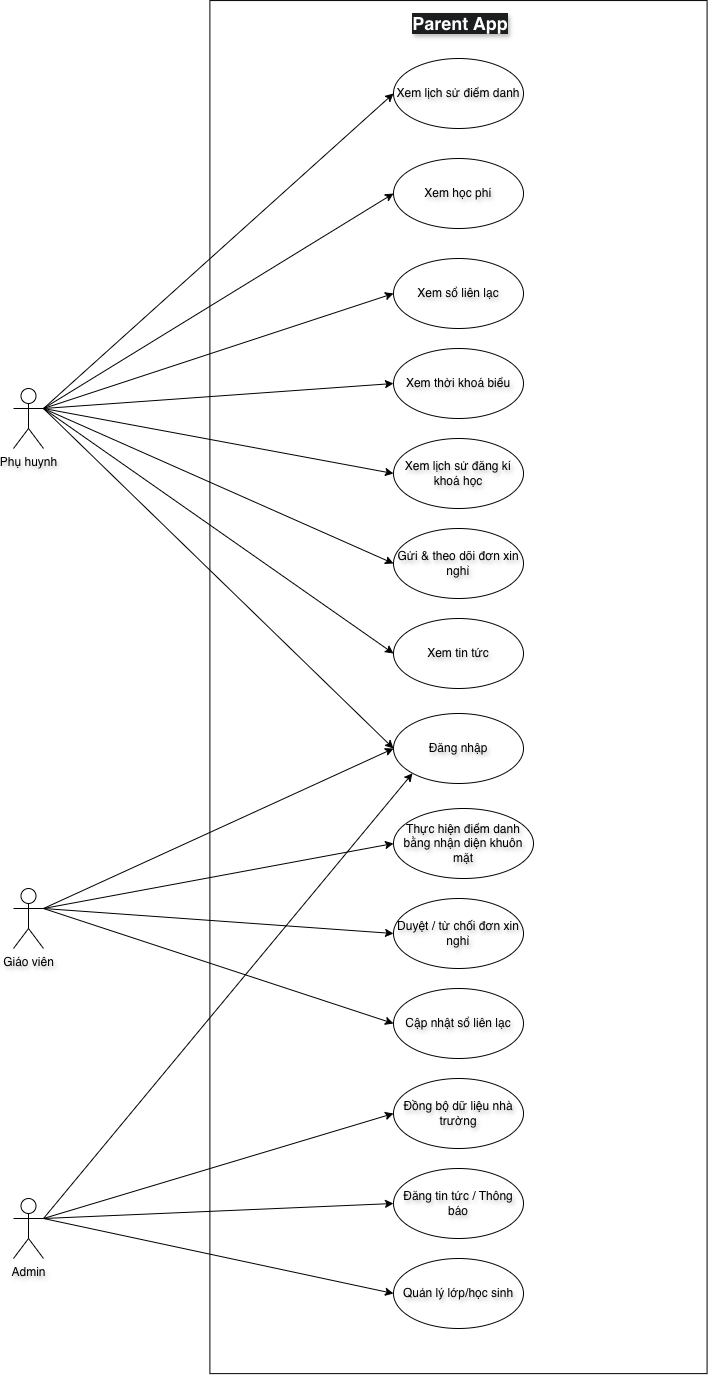 Parent App
Xem lịch sử điểm danh
Xem học phí
Xem sổ liên lạc
Xem thời khoá biểu
Phụ huynh
Xem lịch sử đăng kí
khoá học
Gửi & theo dõi đơn xin
nghỉ
Xem tin tức
Đăng nhập
Thực hiện điểm danh
bằng nhận diện khuôn
mặt
Giáo viên
Duyệt / từ chối đơn xin
nghỉ
Cập nhật sổ liên lạc
Đồng bộ dữ liệu nhà
trường
Đăng tin tức / Thông
báo
Admin
Quản lý lớp/học sinh